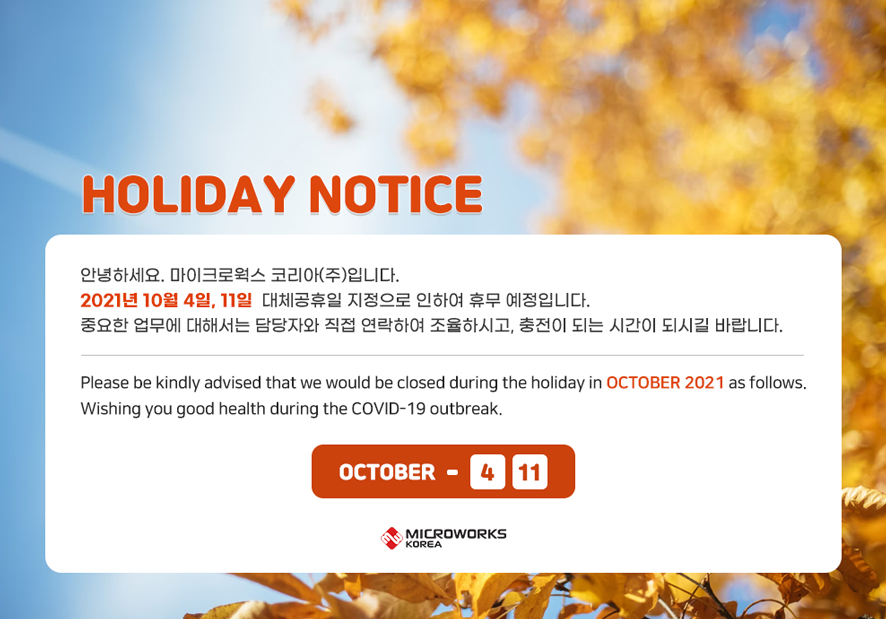 HOLIDAY NOTICE
안녕하세요. 마이크로웍스 코리아(주)입니다.
2021년 10월 4일, 11일 대체공휴일 지정으로 인하여 휴무 예정입니다.
중요한 업무에 대해서는 담당자와 직접 연락하여 조율하시고, 충전이 되는 시간이 되시길 바랍니다.
Please be kindly advised that we would be closed during the holiday in OCTOBER 2021 as follows.
Wishing you good health during the COVID-19 outbreak.
OCTOBER - 4 11
MICROWORKS
KOREA